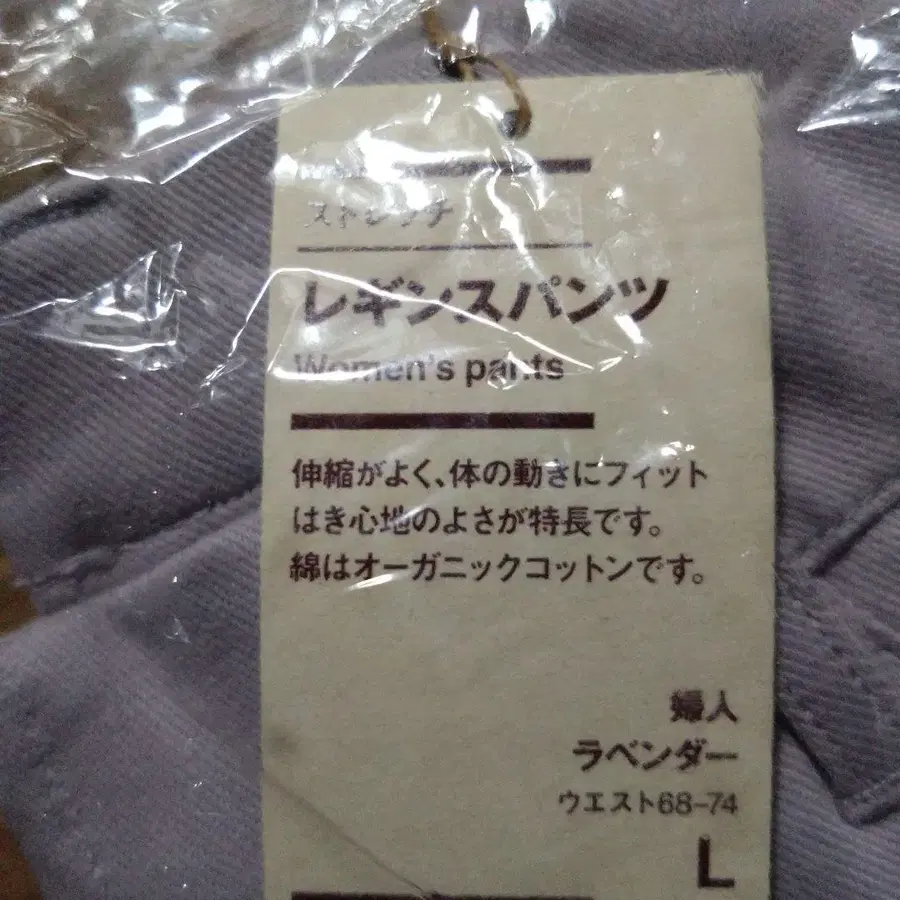 ストレッチ
レギンスパンツ
Women's pants
伸縮がよく、体の動きにフィット
はき心地のよさが特長です。
綿はオーガニックコットンです。
婦人
ラベンダー
ウエスト68-74
L